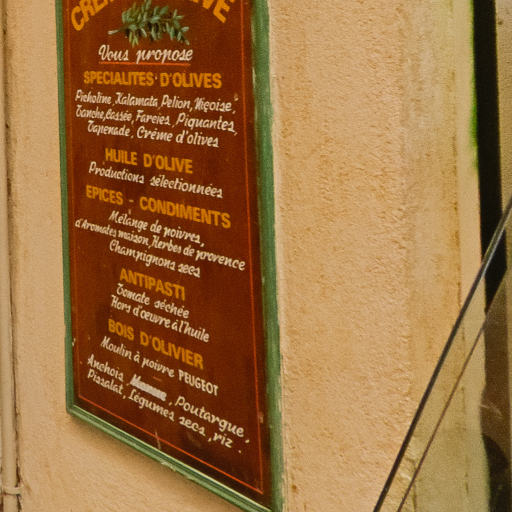 Vous propose
SPECIALITES D'OLIVES
Picholine, Kalamata, Pelion, Niçoise,
Tanche, Cassée, Farcies, Piquantes,
Tapenade, Crème d'olives
HUILE D'OLIVE
Productions sélectionnées
EPICES - CONDIMENTS
Mélange de poivres,
d'Aromates maison, Herbes de provence
Champignons secs
ANTIPASTI
Tomate séchée
Hors d'œuvre à l'huile
BOIS D'OLIVIER
Moulin à poivre PEUGEOT
Anchois, , Poutargue,
Pissalat, Légumes secs, riz.